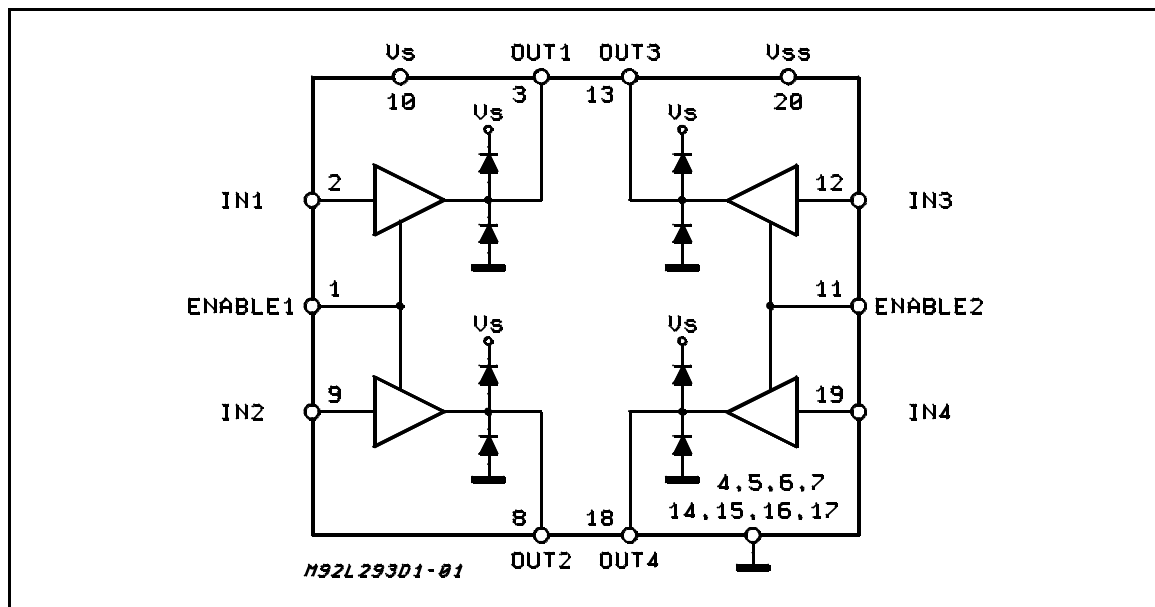 Vs OUT1 OUT3 Vss
10 3 13 20
Vs Vs
IN1 2 12 IN3
ENABLE1 1 11 ENABLE2
Vs Vs
IN2 9 19 IN4
4,5,6,7
8 18 14,15,16,17
OUT2 OUT4
M92L293D1-01